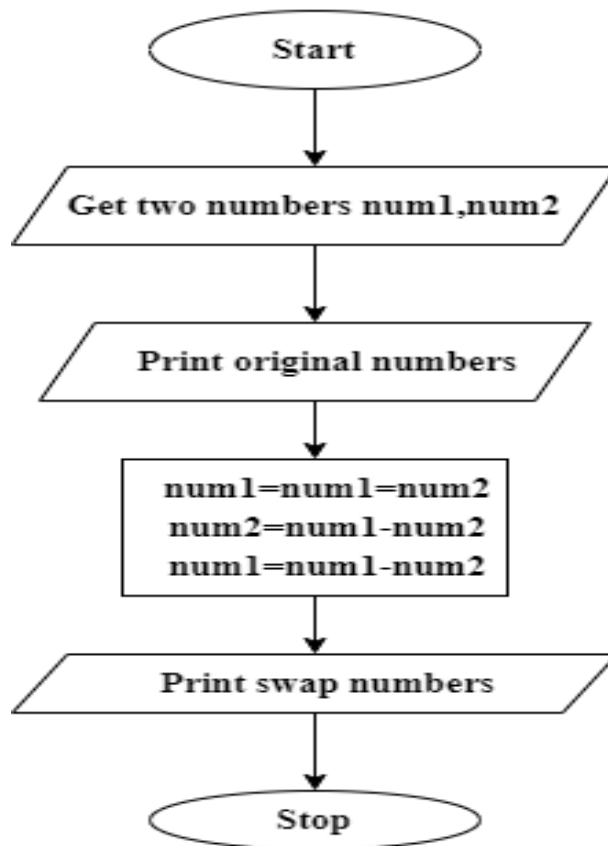 Start
Get two numbers num1,num2
Print original numbers
num1=num1=num2
num2=num1-num2
num1=num1-num2
Print swap numbers
Stop